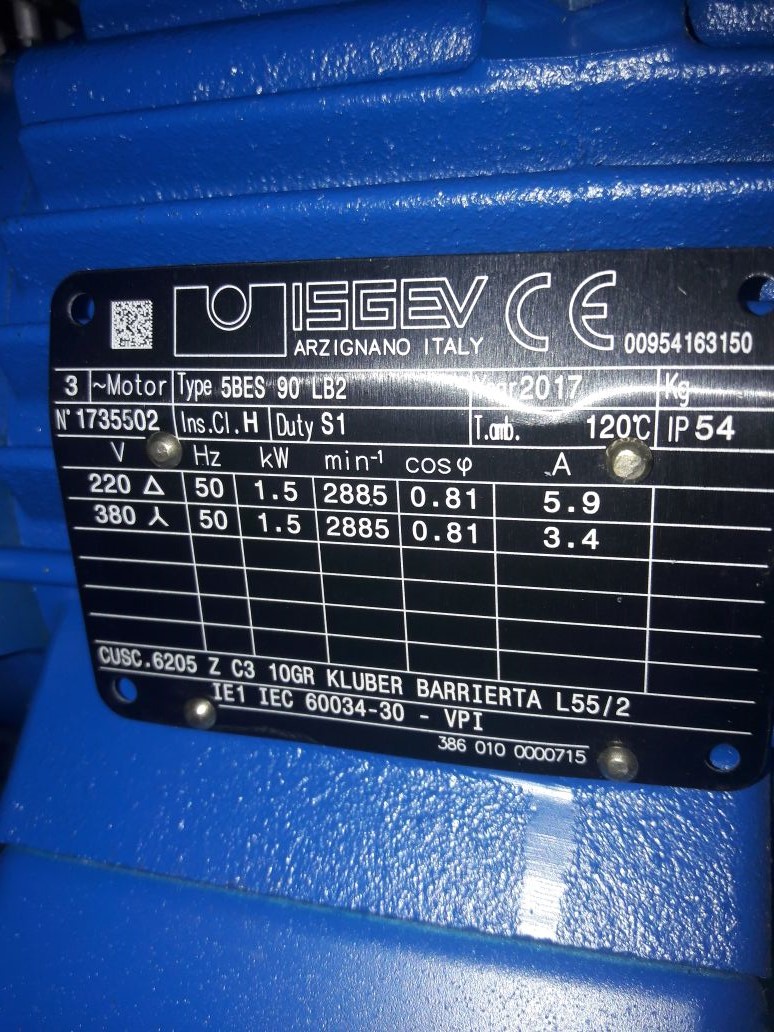 ISGEV CE
ARZIGNANO ITALY 00954163150
3 ~Motor Type 5BES 90 LB2 Year 2017 Kg
N° 1735502 Ins.Cl. H Duty S1 T.amb. 120°C IP 54
V Hz kW min⁻¹ cosφ A
220 △ 50 1.5 2885 0.81 5.9
380 ⅄ 50 1.5 2885 0.81 3.4
CUSC.6205 Z C3 10GR KLUBER BARRIERTA L55/2
IE1 IEC 60034-30 - VPI
386 010 0000715